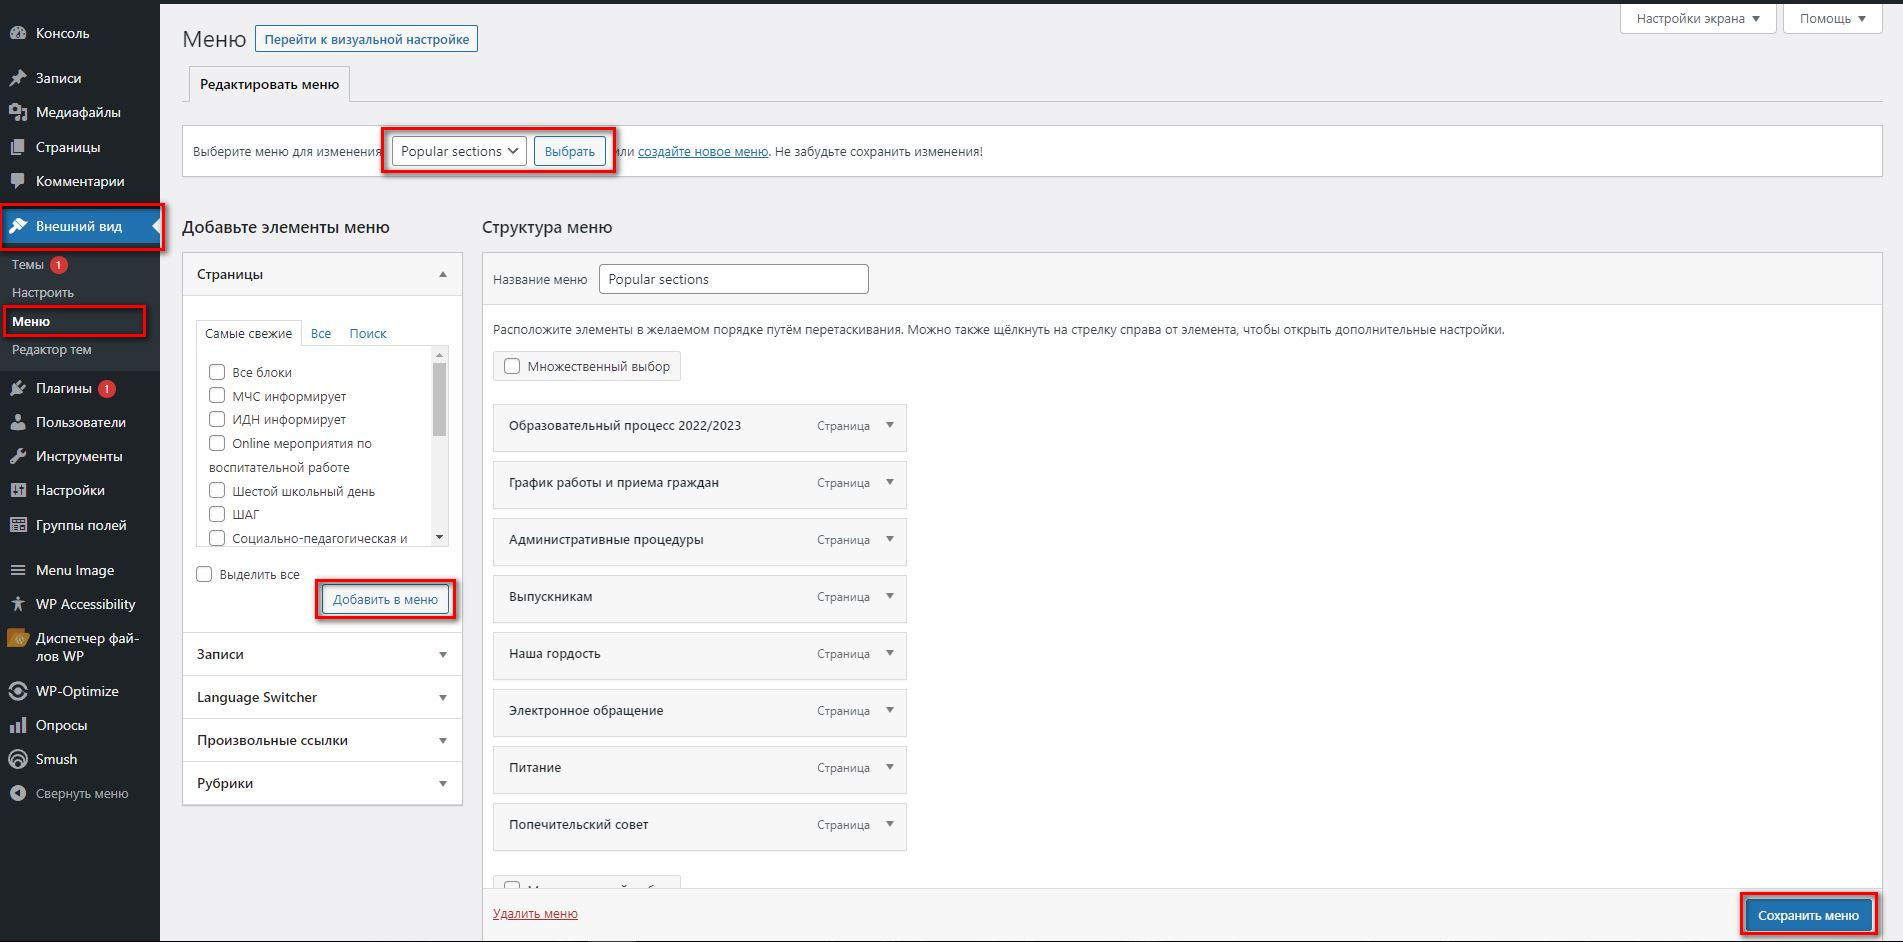 Консоль
Записи
Медиафайлы
Страницы
Комментарии
Внешний вид
Темы 1
Настроить
Меню
Редактор тем
Плагины 1
Пользователи
Инструменты
Настройки
Группы полей
Menu Image
WP Accessibility
Диспетчер фай-
лов WP
WP-Optimize
Опросы
Smush
Свернуть меню
Настройки экрана
Помощь
Меню
Перейти к визуальной настройке
Редактировать меню
Выберите меню для изменения Popular sections Выбрать или создайте новое меню. Не забудьте сохранить изменения!
Добавьте элементы меню
Страницы
Самые свежие Все Поиск
Все блоки
МЧС информирует
ИДН информирует
Online мероприятия по
воспитательной работе
Шестой школьный день
ШАГ
Социально-педагогическая и
Выделить все
Добавить в меню
Записи
Language Switcher
Произвольные ссылки
Рубрики
Структура меню
Название меню Popular sections
Расположите элементы в желаемом порядке путём перетаскивания. Можно также щёлкнуть на стрелку справа от элемента, чтобы открыть дополнительные настройки.
Множественный выбор
Образовательный процесс 2022/2023 Страница
График работы и приема граждан Страница
Административные процедуры Страница
Выпускникам Страница
Наша гордость Страница
Электронное обращение Страница
Питание Страница
Попечительский совет Страница
Удалить меню
Сохранить меню